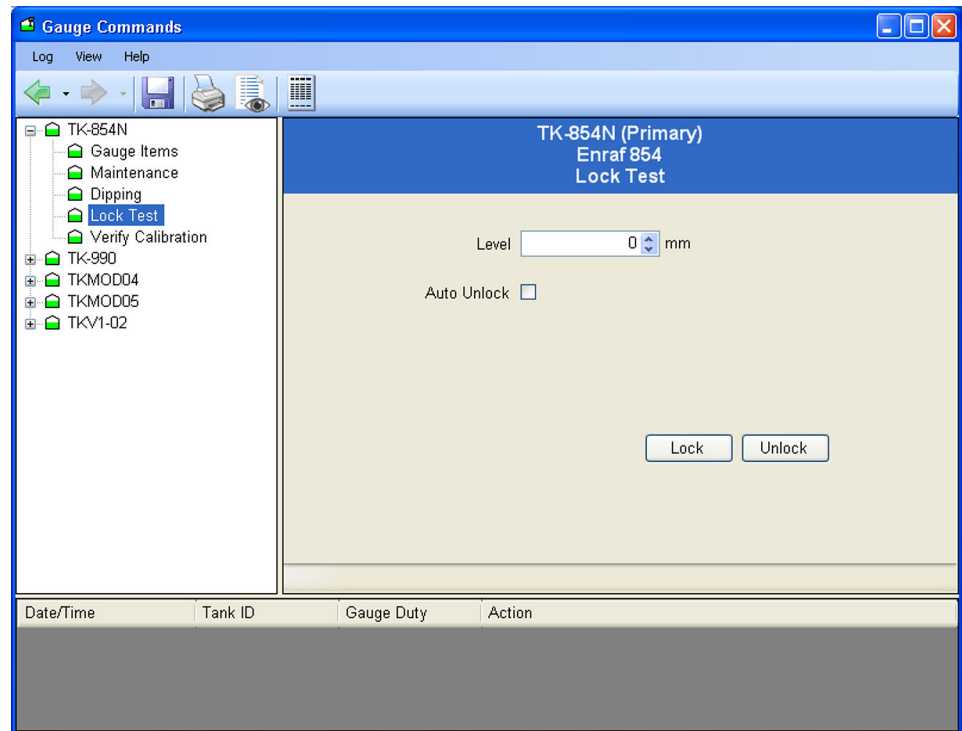 Gauge Commands
Log View Help
TK-854N
Gauge Items
Maintenance
Dipping
Lock Test
Verify Calibration
TK-990
TKMOD04
TKMOD05
TKV1-02
TK-854N (Primary)
Enraf 854
Lock Test
Level 0 mm
Auto Unlock
Lock Unlock
Date/Time Tank ID Gauge Duty Action